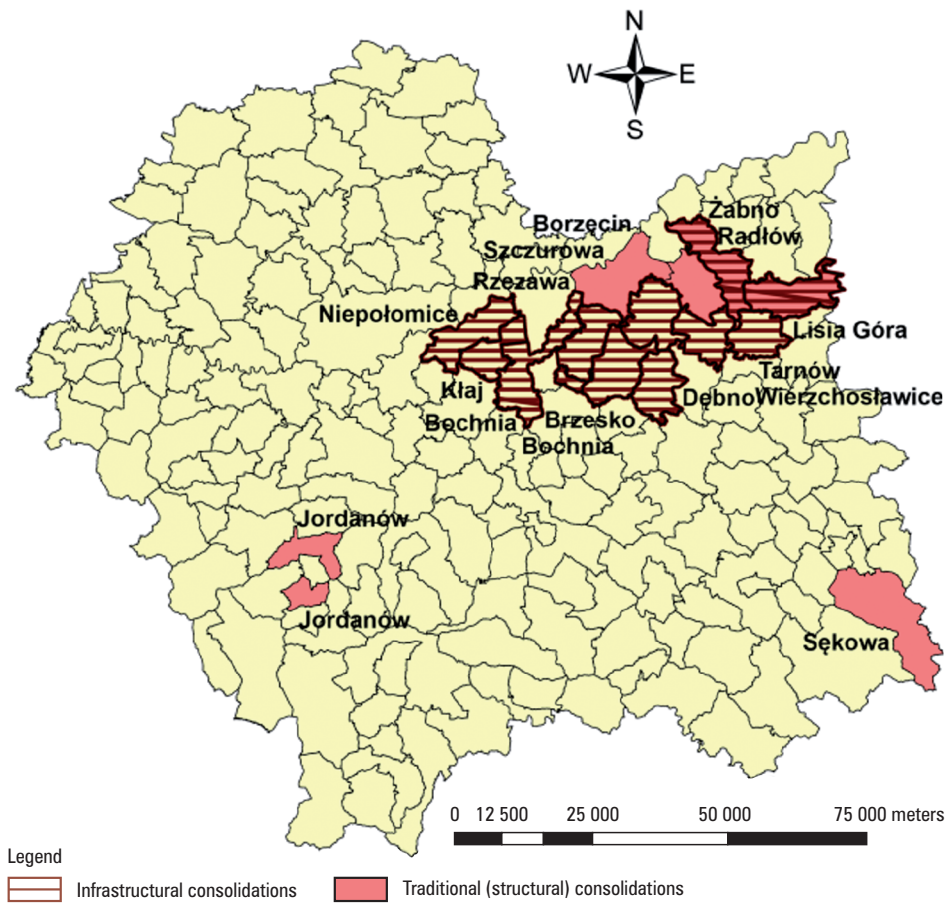 N
W E
S
Żabno
Borzęcin
Radłów
Szczurowa
Rzezawa
Niepołomice
Lisia Góra
Tarnów
Kłaj
Dębno Wierzchosławice
Bochnia Brzesko
Bochnia
Jordanów
Jordanów
Sękowa
0 12 500 25 000 50 000 75 000 meters
Legend
Infrastructural consolidations Traditional (structural) consolidations